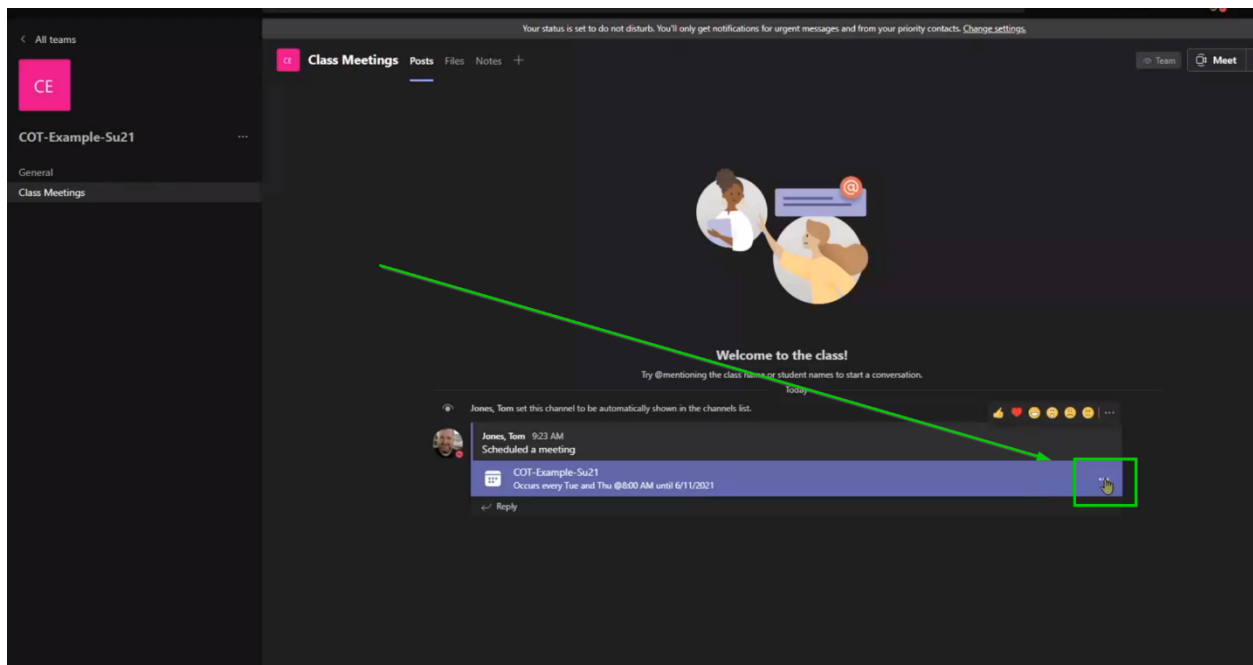 Your status is set to do not disturb. You'll only get notifications for urgent messages and from your priority contacts. Change settings.
< All teams
CE
COT-Example-Su21 ...
General
Class Meetings
CE Class Meetings Posts Files Notes +
Team
Meet
@
Welcome to the class!
Try @mentioning the class name or student names to start a conversation.
Today
Jones, Tom set this channel to be automatically shown in the channels list.
Jones, Tom 9:23 AM
Scheduled a meeting
COT-Example-Su21
Occurs every Tue and Thu @8:00 AM until 6/11/2021
Reply